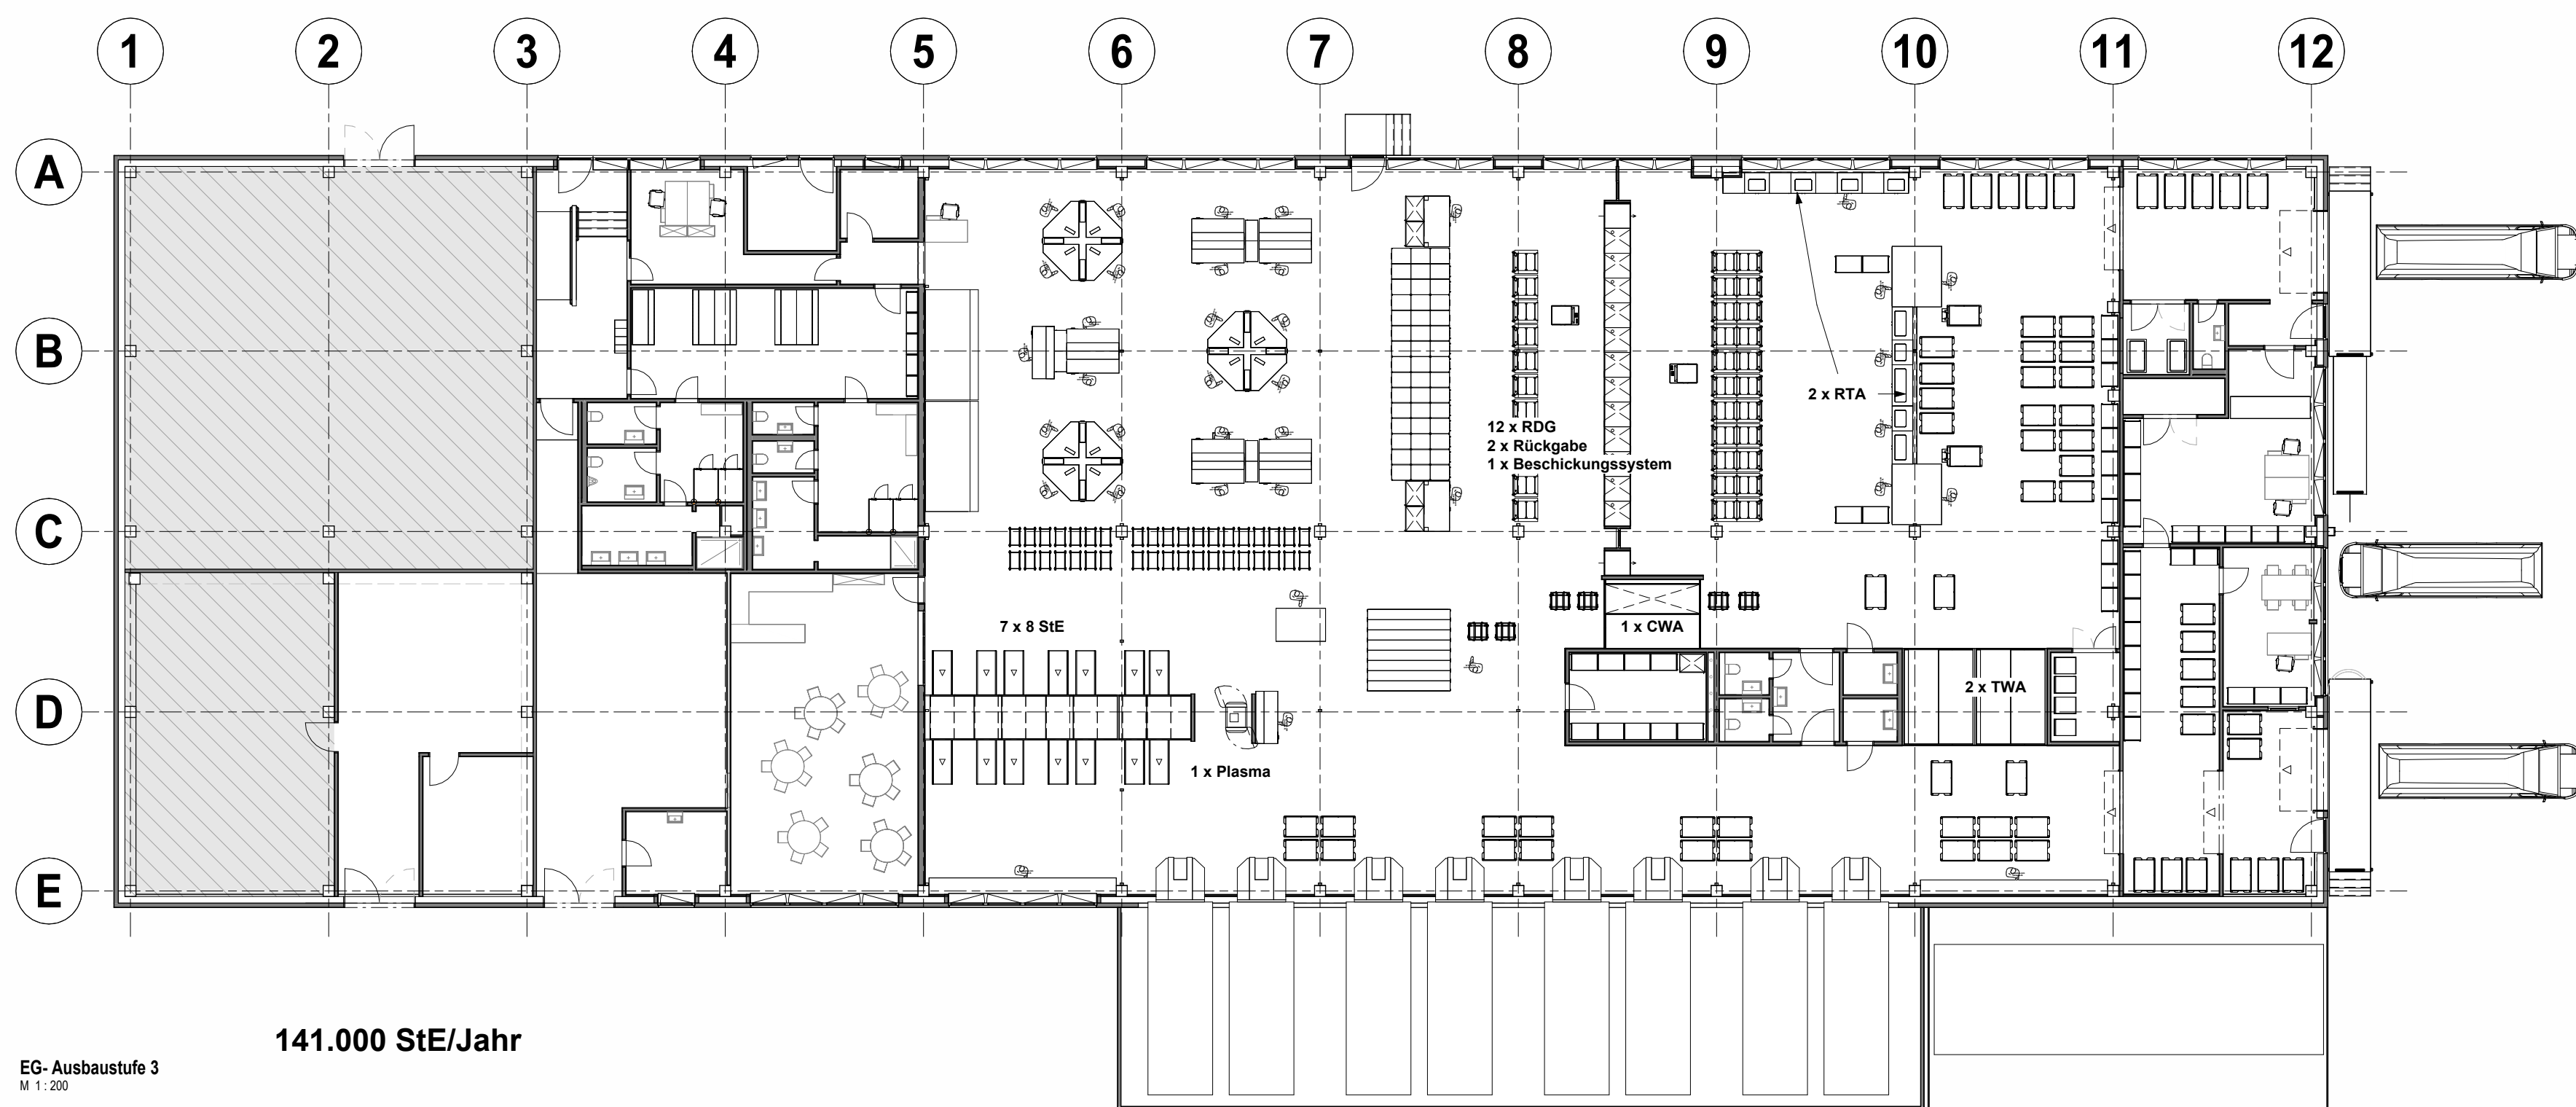 1 2 3 4 5 6 7 8 9 10 11 12
A
B
2 x RTA
12 x RDG
2 x Rückgabe
1 x Beschickungssystem
C
7 x 8 StE
1 x CWA
2 x TWA
D
1 x Plasma
E
141.000 StE/Jahr
EG- Ausbaustufe 3
M 1 : 200